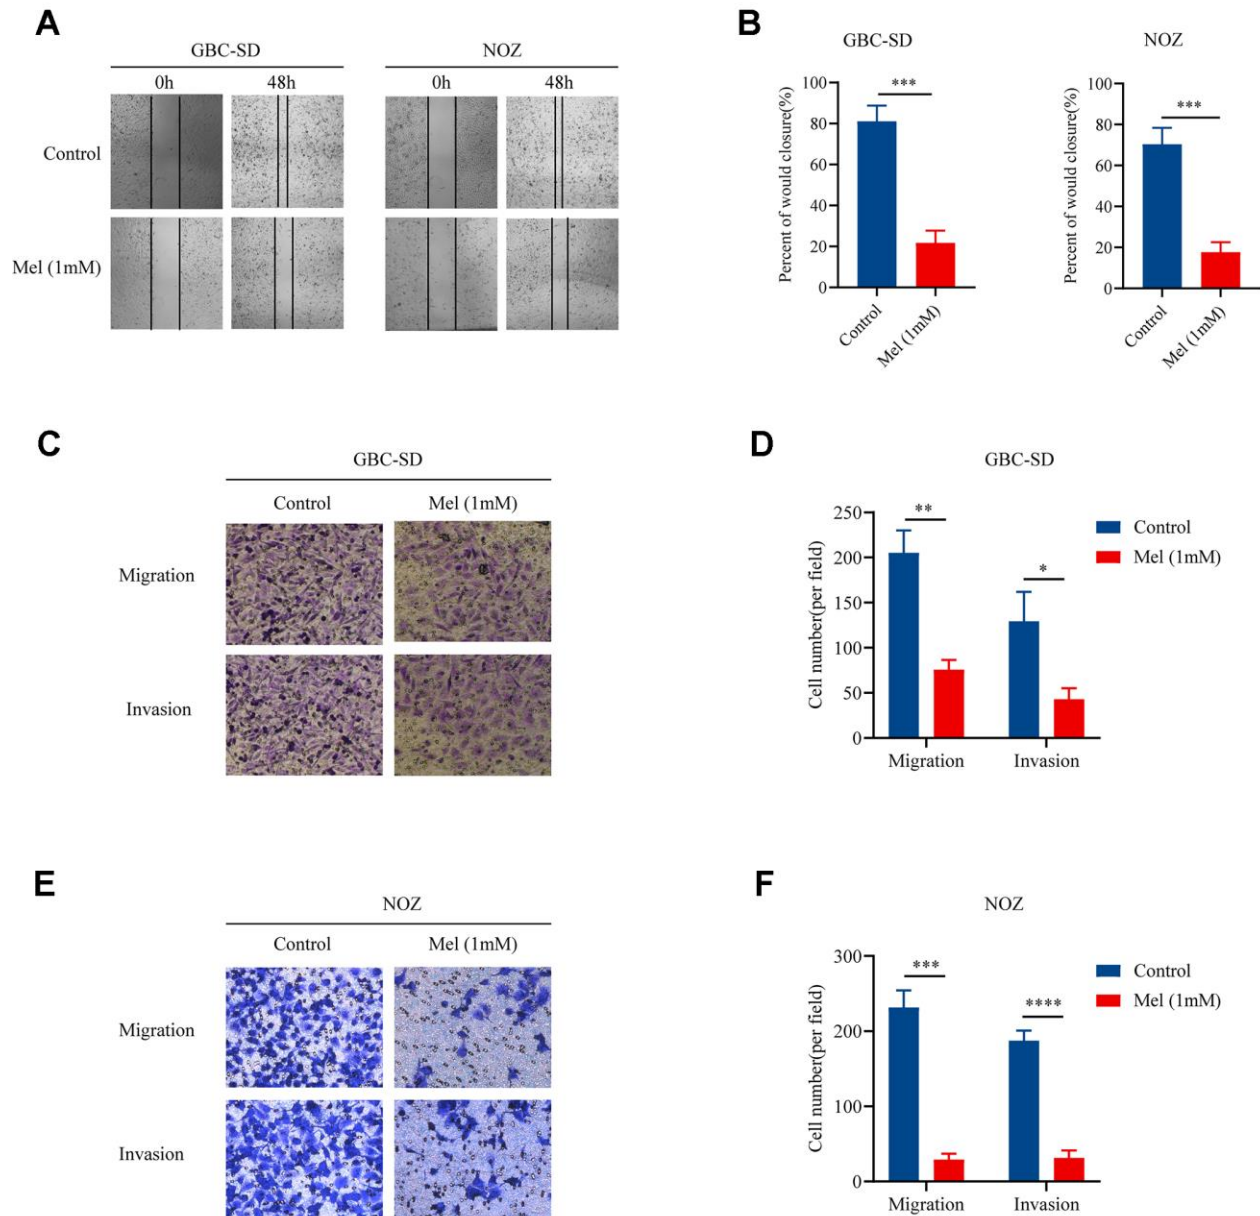 A
GBC-SD
NOZ
0h
48h
0h
48h
Control
Mel (1mM)
B
GBC-SD
Percent of would closure(%)
100
80
60
40
20
0
***
Control
Mel (1mM)
NOZ
Percent of would closure(%)
100
80
60
40
20
0
***
Control
Mel (1mM)
C
GBC-SD
Control
Mel (1mM)
Migration
Invasion
D
GBC-SD
Cell number(per field)
250
200
150
100
50
0
**
*
Migration
Invasion
Control
Mel (1mM)
E
NOZ
Control
Mel (1mM)
Migration
Invasion
F
NOZ
Cell number(per field)
300
200
100
0
***
****
Migration
Invasion
Control
Mel (1mM)